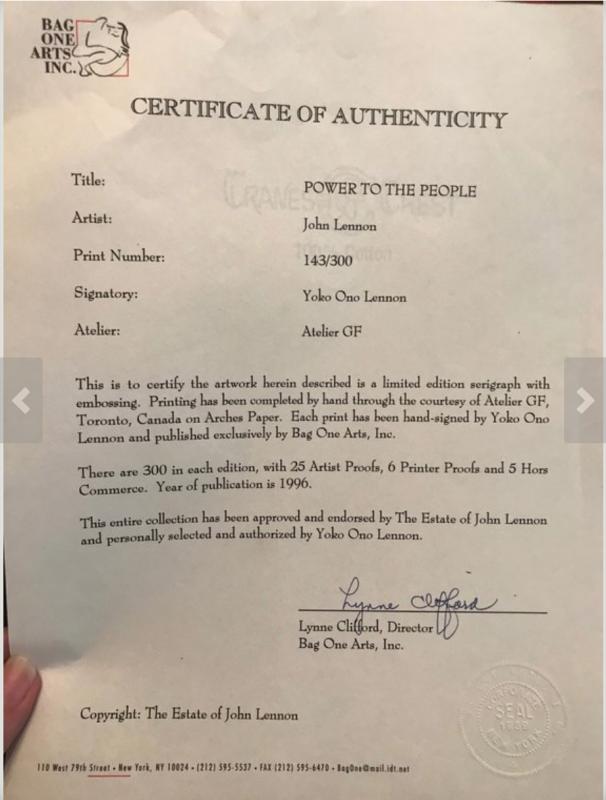 BAG
ONE
ARTS
INC.
CERTIFICATE OF AUTHENTICITY
Title: POWER TO THE PEOPLE
Artist: John Lennon
Print Number: 143/300
Signatory: Yoko Ono Lennon
Atelier: Atelier GF
This is to certify the artwork herein described is a limited edition serigraph with
embossing. Printing has been completed by hand through the courtesy of Atelier GF,
Toronto, Canada on Arches Paper. Each print has been hand-signed by Yoko Ono
Lennon and published exclusively by Bag One Arts, Inc.
There are 300 in each edition, with 25 Artist Proofs, 6 Printer Proofs and 5 Hors
Commerce. Year of publication is 1996.
This entire collection has been approved and endorsed by The Estate of John Lennon
and personally selected and authorized by Yoko Ono Lennon.
Lynne Clifford
Lynne Clifford, Director
Bag One Arts, Inc.
SEAL
NEW YORK
Copyright: The Estate of John Lennon
110 West 79th Street • New York, NY 10024 • (212) 595-5537 • FAX (212) 595-6470 • BagOne@mail.idt.net